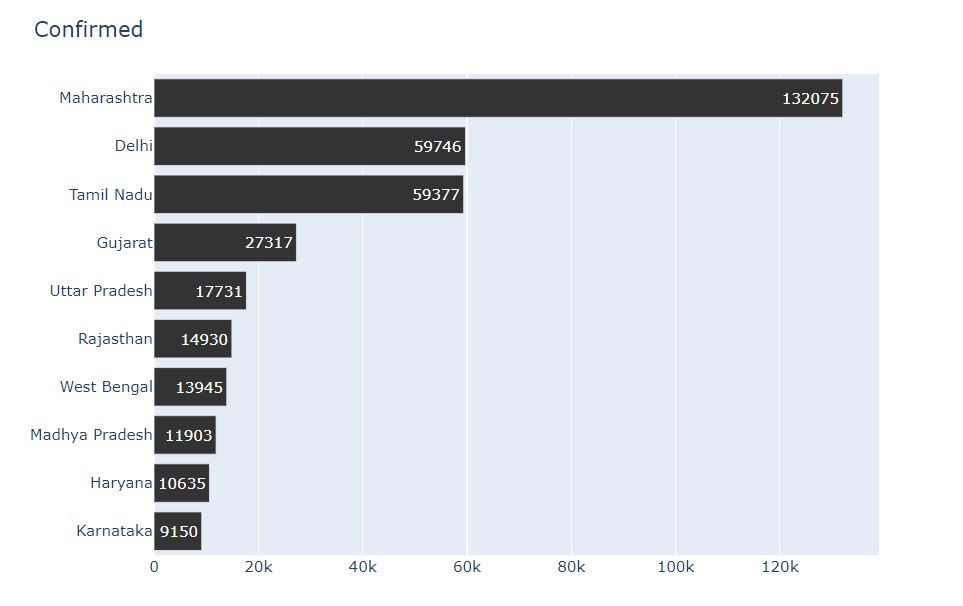 Confirmed
Maharashtra 132075
Delhi 59746
Tamil Nadu 59377
Gujarat 27317
Uttar Pradesh 17731
Rajasthan 14930
West Bengal 13945
Madhya Pradesh 11903
Haryana 10635
Karnataka 9150
0 20k 40k 60k 80k 100k 120k